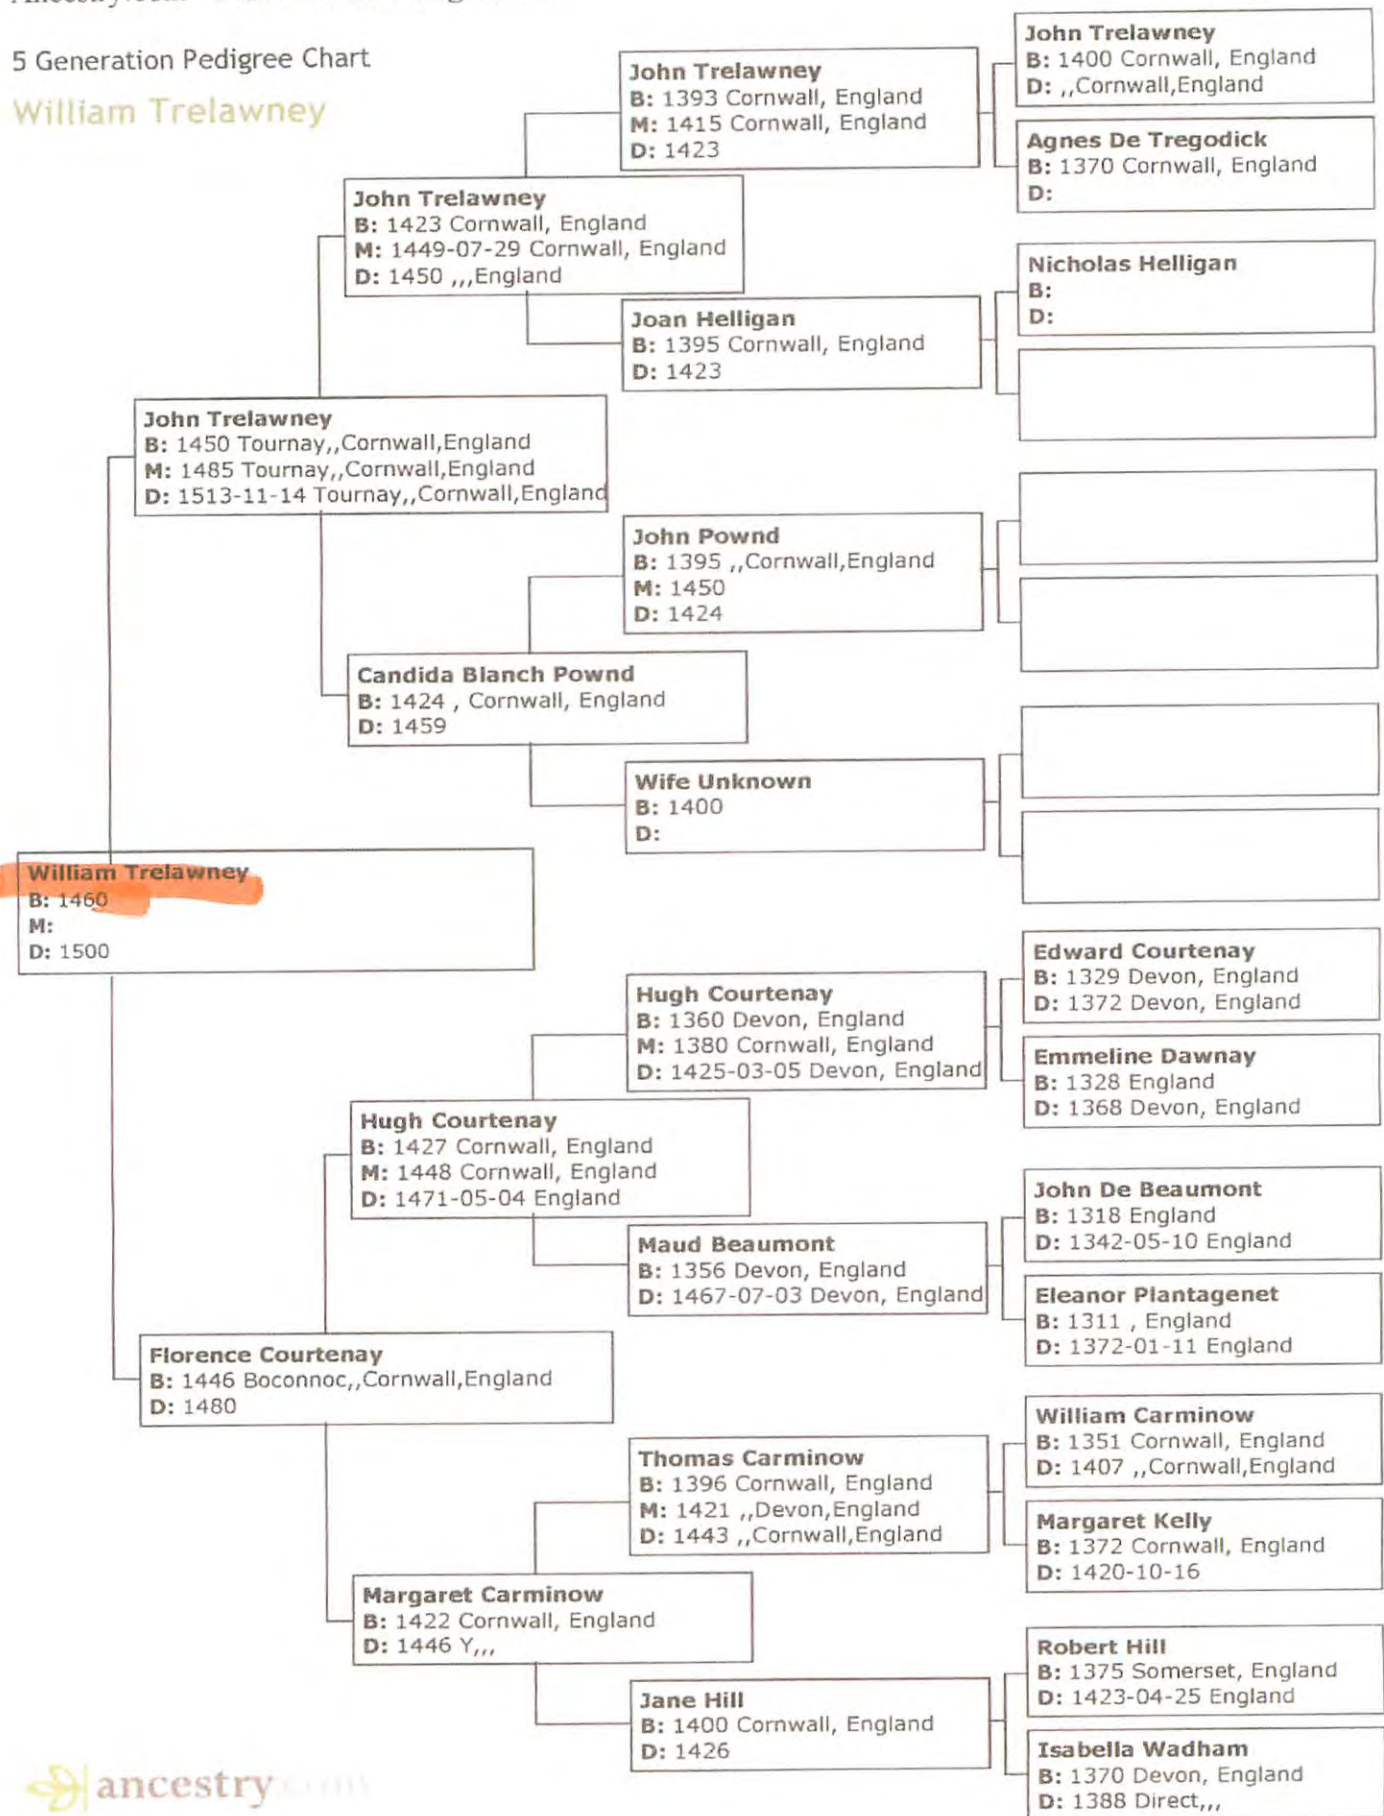 5 Generation Pedigree Chart
William Trelawney
John Trelawney
B: 1400 Cornwall, England
D: ,,Cornwall,England
John Trelawney
B: 1393 Cornwall, England
M: 1415 Cornwall, England
D: 1423
Agnes De Tregodick
B: 1370 Cornwall, England
D:
John Trelawney
B: 1423 Cornwall, England
M: 1449-07-29 Cornwall, England
D: 1450 ,,,England
Nicholas Helligan
B:
D:
Joan Helligan
B: 1395 Cornwall, England
D: 1423
John Trelawney
B: 1450 Tournay,,Cornwall,England
M: 1485 Tournay,,Cornwall,England
D: 1513-11-14 Tournay,,Cornwall,England
John Pownd
B: 1395 ,,Cornwall,England
M: 1450
D: 1424
Candida Blanch Pownd
B: 1424 , Cornwall, England
D: 1459
Wife Unknown
B: 1400
D:
William Trelawney
B: 1460
M:
D: 1500
Edward Courtenay
B: 1329 Devon, England
D: 1372 Devon, England
Hugh Courtenay
B: 1360 Devon, England
M: 1380 Cornwall, England
D: 1425-03-05 Devon, England
Emmeline Dawnay
B: 1328 England
D: 1368 Devon, England
Hugh Courtenay
B: 1427 Cornwall, England
M: 1448 Cornwall, England
D: 1471-05-04 England
John De Beaumont
B: 1318 England
D: 1342-05-10 England
Maud Beaumont
B: 1356 Devon, England
D: 1467-07-03 Devon, England
Eleanor Plantagenet
B: 1311 , England
D: 1372-01-11 England
Florence Courtenay
B: 1446 Boconnoc,,Cornwall,England
D: 1480
William Carminow
B: 1351 Cornwall, England
D: 1407 ,,Cornwall,England
Thomas Carminow
B: 1396 Cornwall, England
M: 1421 ,,Devon,England
D: 1443 ,,Cornwall,England
Margaret Kelly
B: 1372 Cornwall, England
D: 1420-10-16
Margaret Carminow
B: 1422 Cornwall, England
D: 1446 Y,,,
Robert Hill
B: 1375 Somerset, England
D: 1423-04-25 England
Jane Hill
B: 1400 Cornwall, England
D: 1426
Isabella Wadham
B: 1370 Devon, England
D: 1388 Direct,,,
ancestry.com